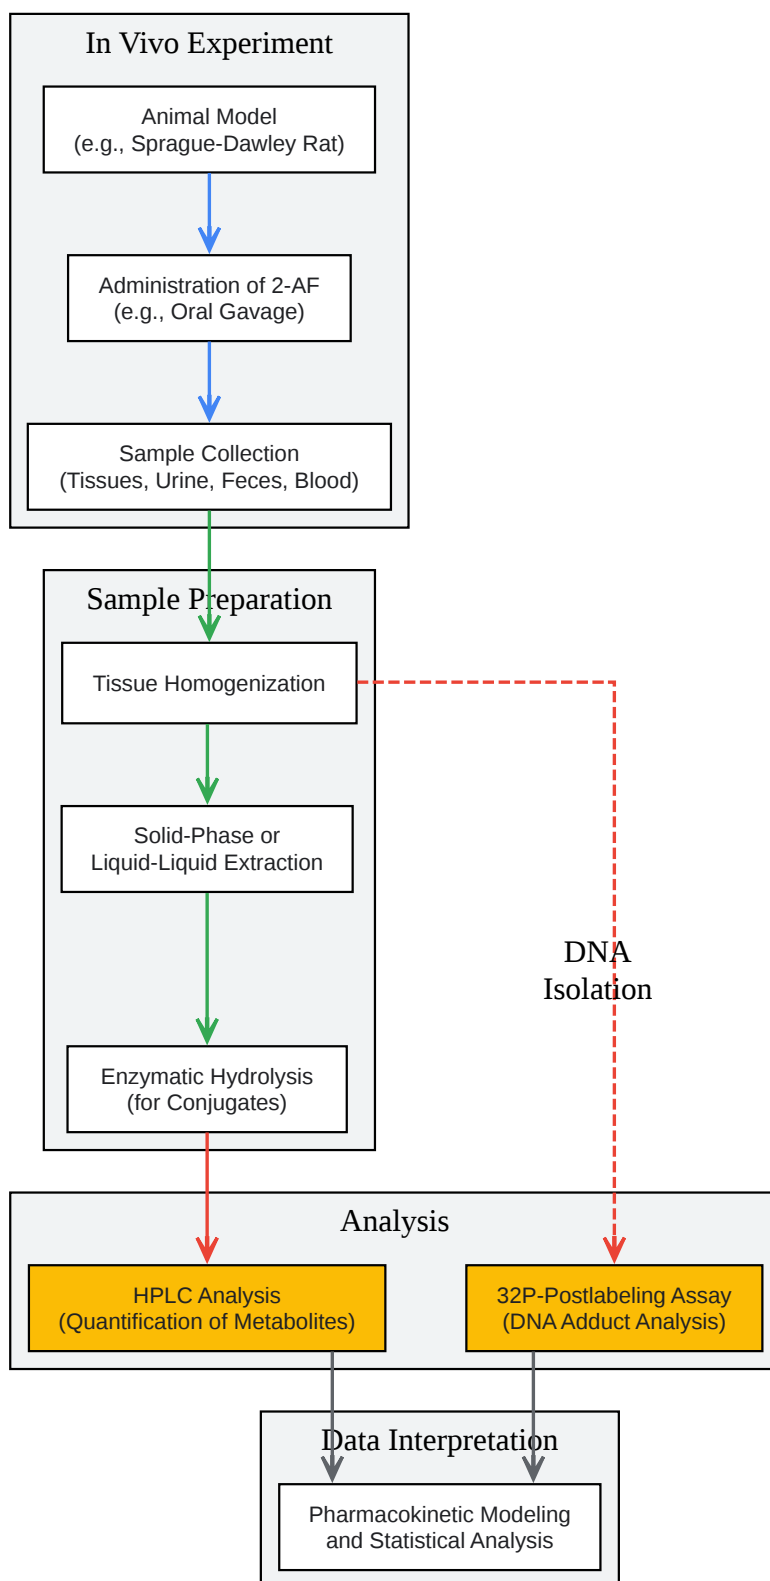 In Vivo Experiment
Animal Model
(e.g., Sprague-Dawley Rat)
Administration of 2-AF
(e.g., Oral Gavage)
Sample Collection
(Tissues, Urine, Feces, Blood)
Sample Preparation
Tissue Homogenization
Solid-Phase or
Liquid-Liquid Extraction
DNA
Isolation
Enzymatic Hydrolysis
(for Conjugates)
Analysis
HPLC Analysis
(Quantification of Metabolites)
32P-Postlabeling Assay
(DNA Adduct Analysis)
Data Interpretation
Pharmacokinetic Modeling
and Statistical Analysis